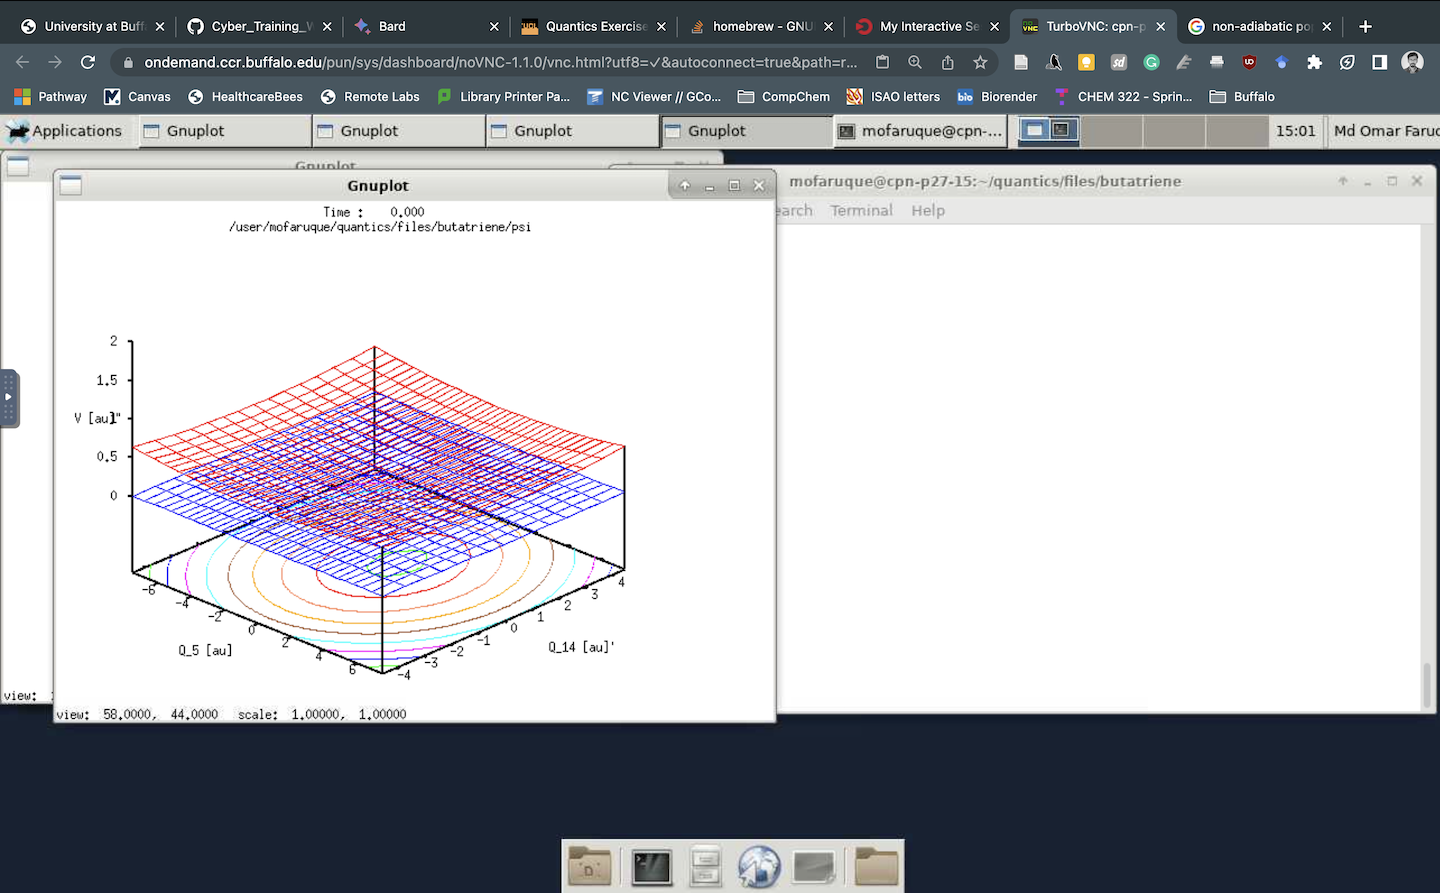 University at Buff
Cyber_Training_
Bard
Quantics Exercise
homebrew - GNU
My Interactive Se
TurboVNC: cpn-p
non-adiabatic po
ondemand.ccr.buffalo.edu/pun/sys/dashboard/noVNC-1.1.0/vnc.html?utf8=✓&autoconnect=true&path=r...
Pathway
Canvas
HealthcareBees
Remote Labs
Library Printer Pa...
NC Viewer // GCo...
CompChem
ISAO letters
bio
Biorender
CHEM 322 - Sprin...
Buffalo
Applications
Gnuplot
Gnuplot
Gnuplot
Gnuplot
mofaruque@cpn-...
15:01
Md Omar Faruq
Gnuplot
Gnuplot
mofaruque@cpn-p27-15:~/quantics/files/butatriene
earch Terminal Help
Time : 0.000
/user/mofaruque/quantics/files/butatriene/psi
2
1.5
V [au]"
1
0.5
0
-6
-4
-2
0
2
4
6
Q_5 [au]
-4
-3
-2
-1
0
1
2
3
4
Q_14 [au]'
view:
view: 58.0000, 44.0000 scale: 1.00000, 1.00000